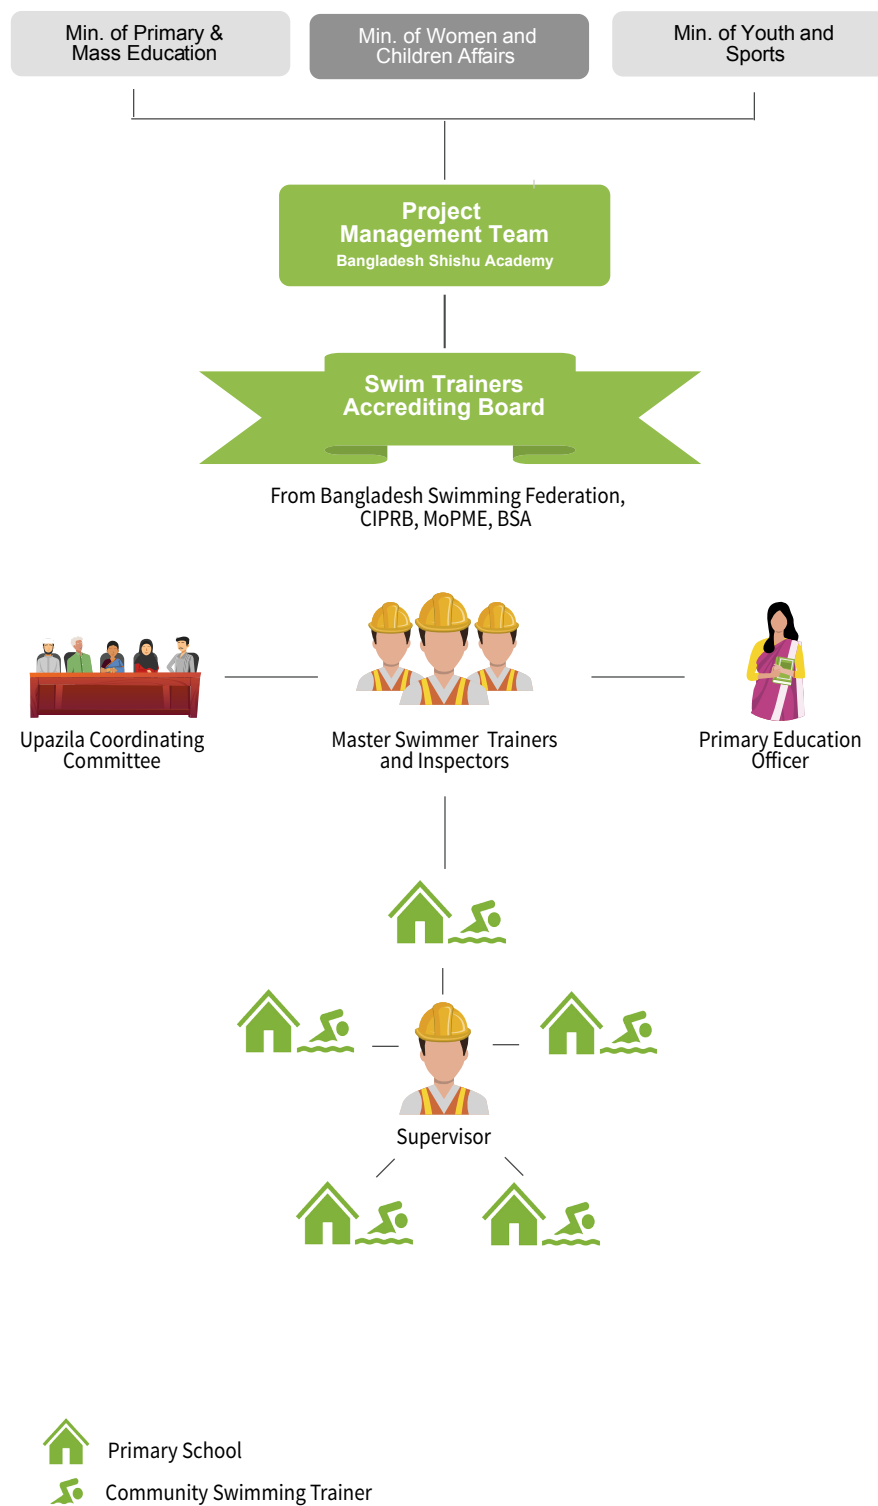 Min. of Primary &
Mass Education
Min. of Women and
Children Affairs
Min. of Youth and
Sports
Project
Management Team
Bangladesh Shishu Academy
Swim Trainers
Accrediting Board
From Bangladesh Swimming Federation,
CIPRB, MoPME, BSA
Upazila Coordinating
Committee
Master Swimmer Trainers
and Inspectors
Primary Education
Officer
Supervisor
Primary School
Community Swimming Trainer